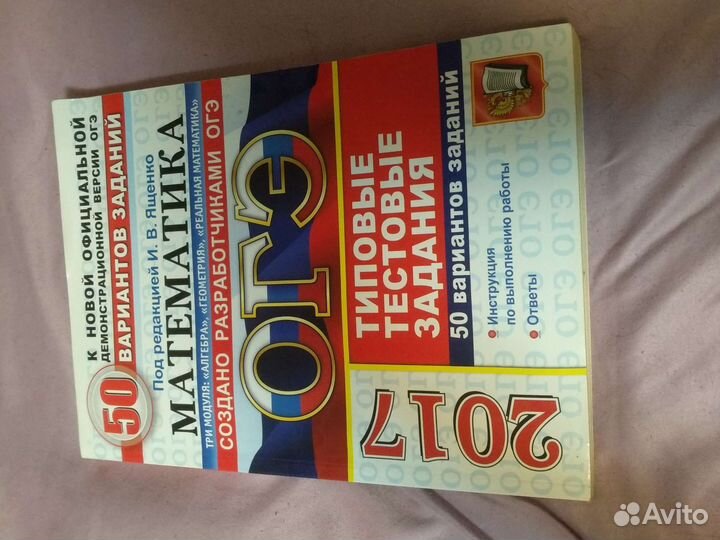 К НОВОЙ ОФИЦИАЛЬНОЙ
ДЕМОНСТРАЦИОННОЙ ВЕРСИИ ОГЭ
50 ВАРИАНТОВ ЗАДАНИЙ
Под редакцией И. В. Ященко
МАТЕМАТИКА
ТРИ МОДУЛЯ: «АЛГЕБРА», «ГЕОМЕТРИЯ», «РЕАЛЬНАЯ МАТЕМАТИКА»
СОЗДАНО РАЗРАБОТЧИКАМИ ОГЭ
ОГЭ
2017
ТИПОВЫЕ
ТЕСТОВЫЕ
ЗАДАНИЯ
50 вариантов заданий
• Инструкция
по выполнению работы
• Ответы
Avito